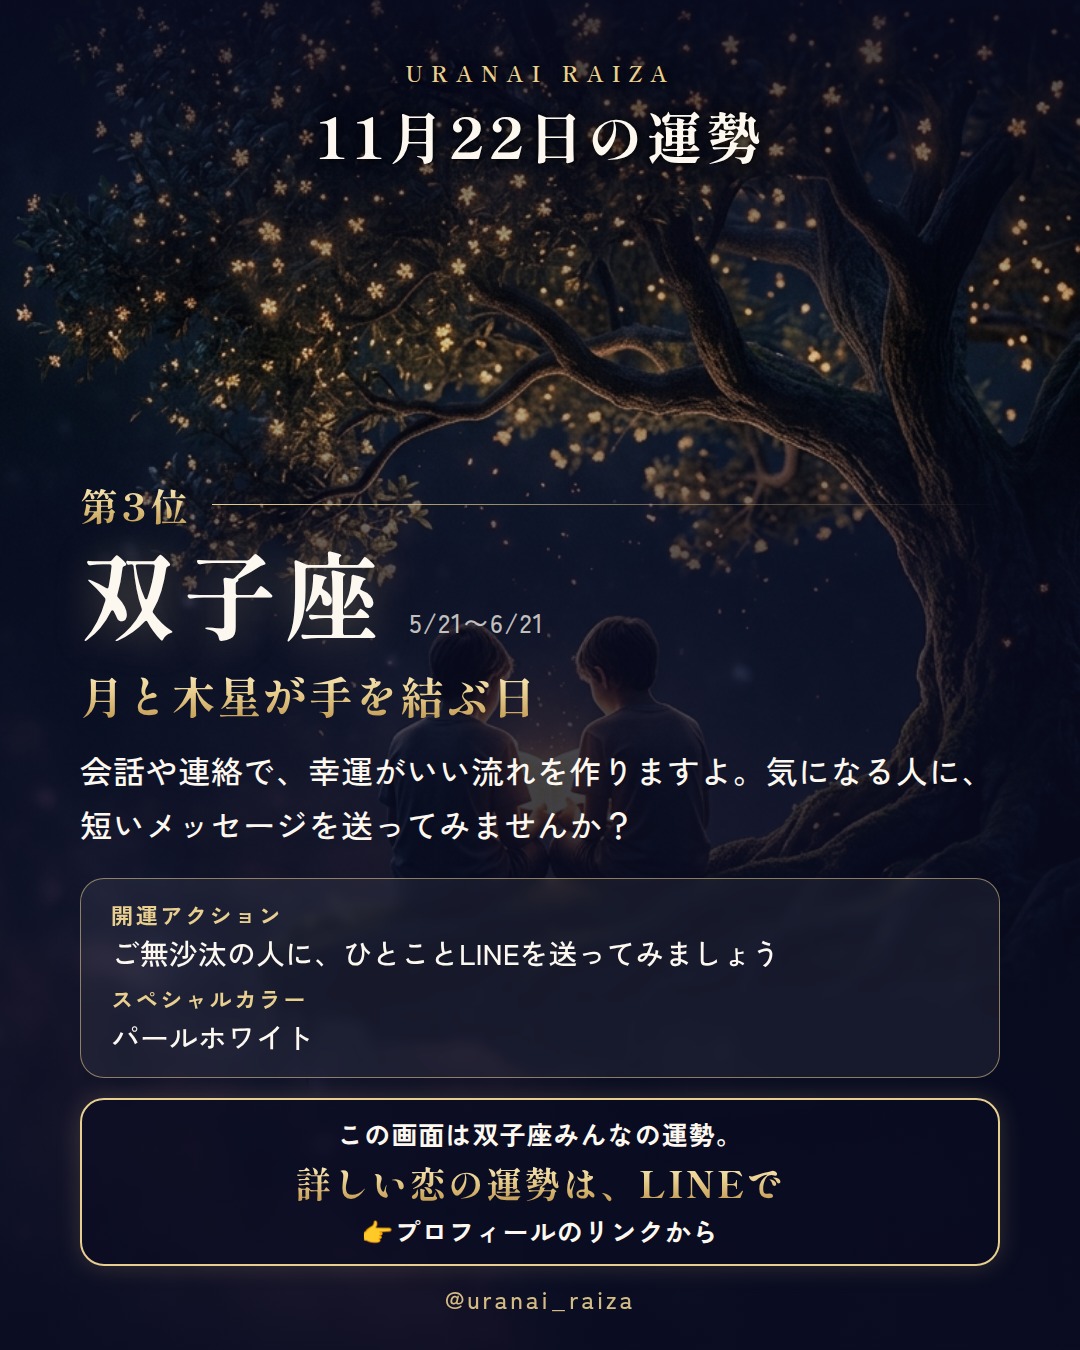 URANAI RAIZA
11月22日の運勢
第3位
双子座 5/21〜6/21
月と木星が手を結ぶ日
会話や連絡で、幸運がいい流れを作りますよ。気になる人に、
短いメッセージを送ってみませんか？
開運アクション
ご無沙汰の人に、ひとことLINEを送ってみましょう
スペシャルカラー
パールホワイト
この画面は双子座みんなの運勢。
詳しい恋の運勢は、LINEで
👉プロフィールのリンクから
@uranai_raiza